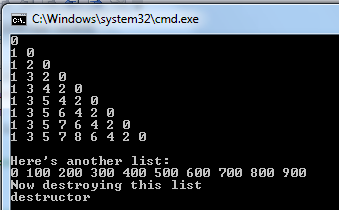 C:\Windows\system32\cmd.exe
0
1 0
1 2 0
1 3 2 0
1 3 4 2 0
1 3 5 4 2 0
1 3 5 6 4 2 0
1 3 5 7 6 4 2 0
1 3 5 7 8 6 4 2 0
Here's another list:
0 100 200 300 400 500 600 700 800 900
Now destroying this list
destructor